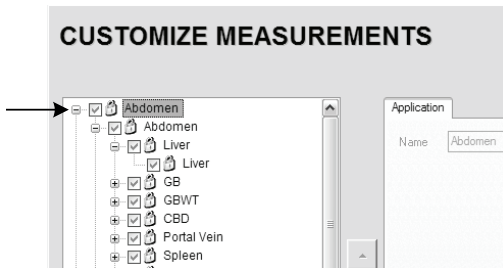 CUSTOMIZE MEASUREMENTS
Abdomen
Abdomen
Liver
Liver
GB
GBWT
CBD
Portal Vein
Spleen
Application
Name Abdomen